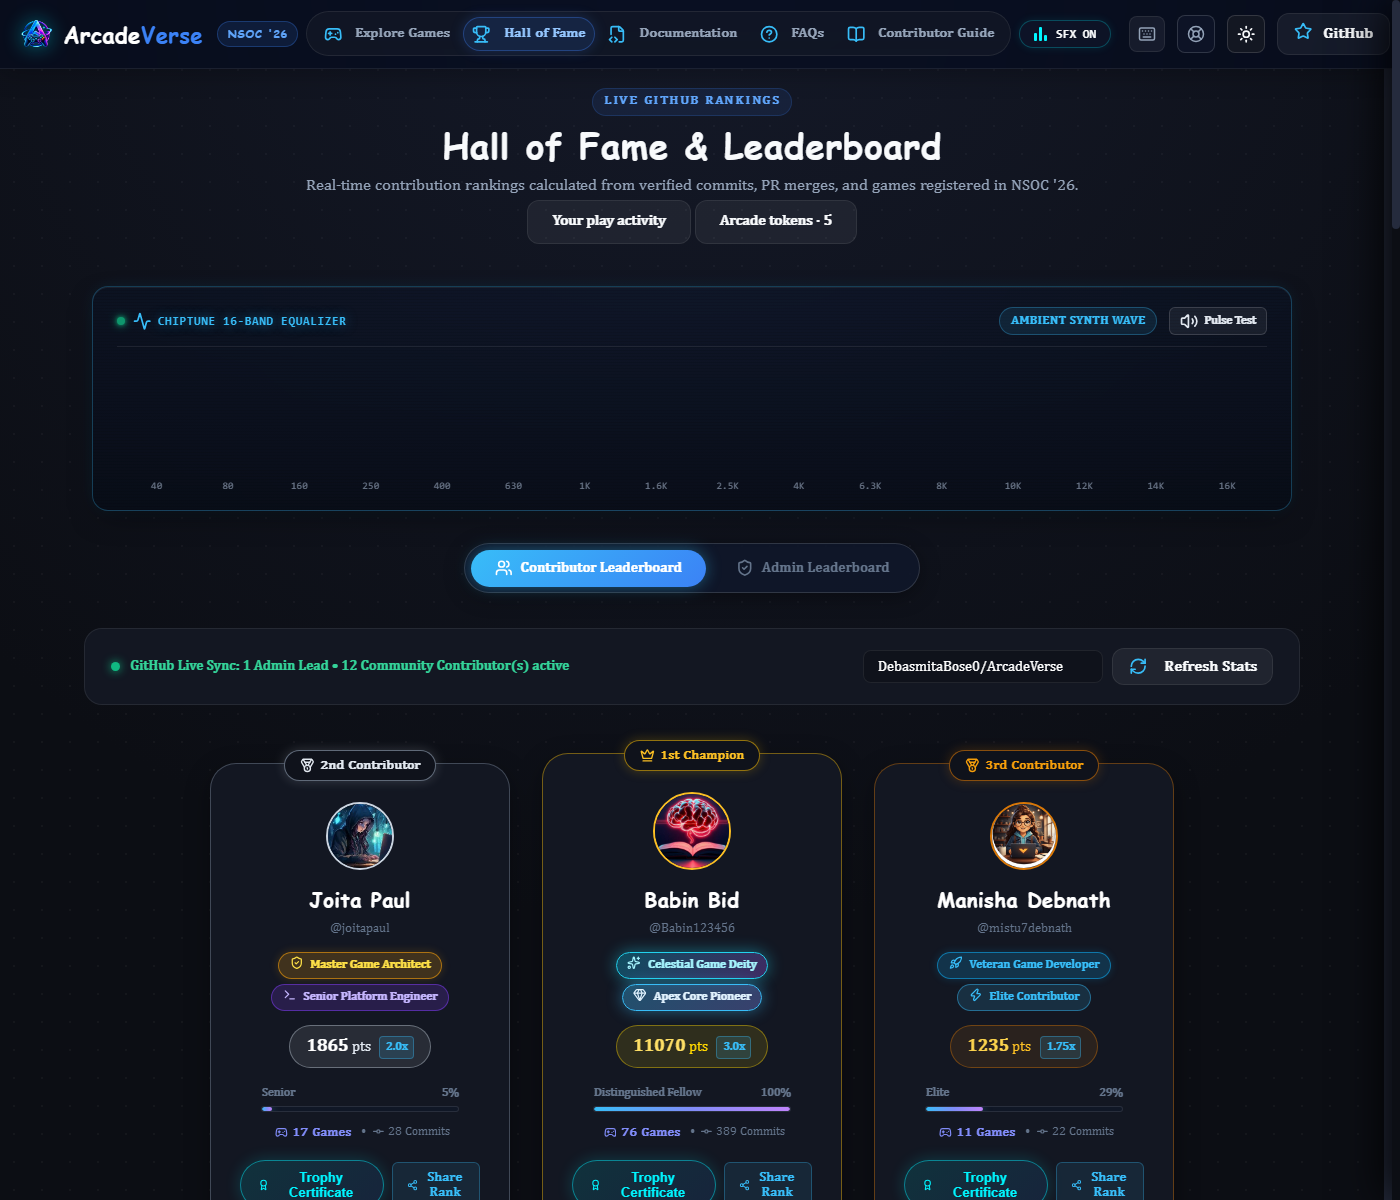 ArcadeVerse
NSOC '26
Explore Games
Hall of Fame
Documentation
FAQs
Contributor Guide
SFX ON
GitHub
LIVE GITHUB RANKINGS
Hall of Fame & Leaderboard
Real-time contribution rankings calculated from verified commits, PR merges, and games registered in NSOC '26.
Your play activity
Arcade tokens · 5
CHIPTUNE 16-BAND EQUALIZER
AMBIENT SYNTH WAVE
Pulse Test
40 80 160 250 400 630 1K 1.6K 2.5K 4K 6.3K 8K 10K 12K 14K 16K
Contributor Leaderboard
Admin Leaderboard
GitHub Live Sync: 1 Admin Lead • 12 Community Contributor(s) active
DebasmitaBose0/ArcadeVerse
Refresh Stats
2nd Contributor
Joita Paul
@joitapaul
Master Game Architect
Senior Platform Engineer
1865 pts 2.0x
Senior 5%
17 Games • 28 Commits
Trophy
Certificate
Share
Rank
1st Champion
Babin Bid
@Babin123456
Celestial Game Deity
Apex Core Pioneer
11070 pts 3.0x
Distinguished Fellow 100%
76 Games • 389 Commits
Trophy
Certificate
Share
Rank
3rd Contributor
Manisha Debnath
@mistu7debnath
Veteran Game Developer
Elite Contributor
1235 pts 1.75x
Elite 29%
11 Games • 22 Commits
Trophy
Certificate
Share
Rank